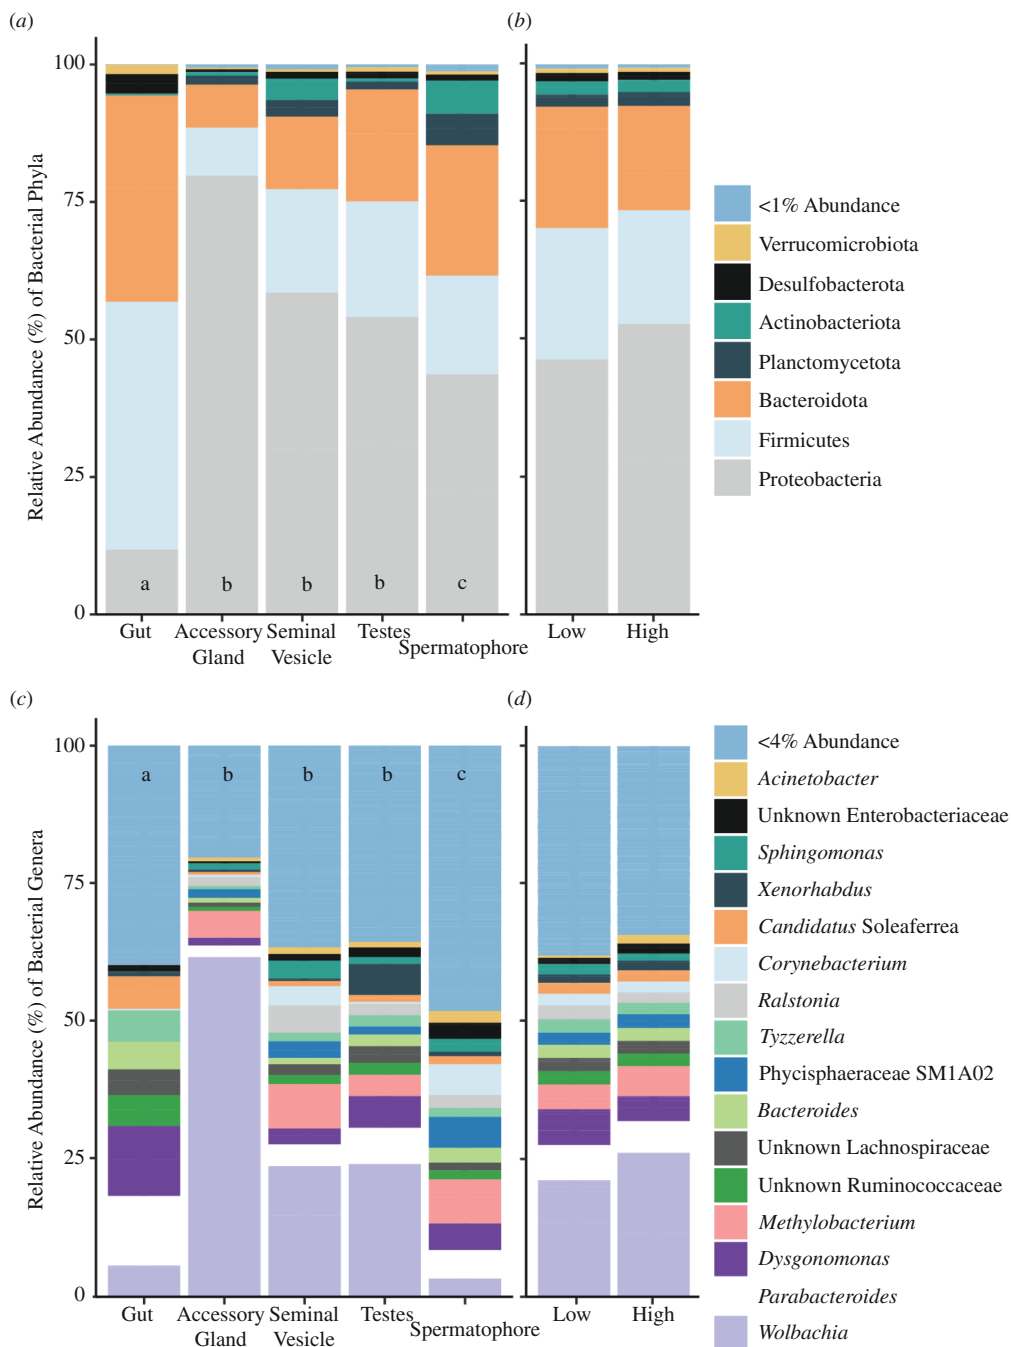 (a)
(b)
Relative Abundance (%) of Bacterial Phyla
100
75
50
25
0
a
b
b
b
c
Gut
Accessory Gland
Seminal Vesicle
Testes
Spermatophore
Low
High
<1% Abundance
Verrucomicrobiota
Desulfobacterota
Actinobacteriota
Planctomycetota
Bacteroidota
Firmicutes
Proteobacteria
(c)
(d)
Relative Abundance (%) of Bacterial Genera
100
75
50
25
0
a
b
b
b
c
Gut
Accessory Gland
Seminal Vesicle
Testes
Spermatophore
Low
High
<4% Abundance
Acinetobacter
Unknown Enterobacteriaceae
Sphingomonas
Xenorhabdus
Candidatus Soleaferrea
Corynebacterium
Ralstonia
Tyzzerella
Phycisphaeraceae SM1A02
Bacteroides
Unknown Lachnospiraceae
Unknown Ruminococcaceae
Methylobacterium
Dysgonomonas
Parabacteroides
Wolbachia